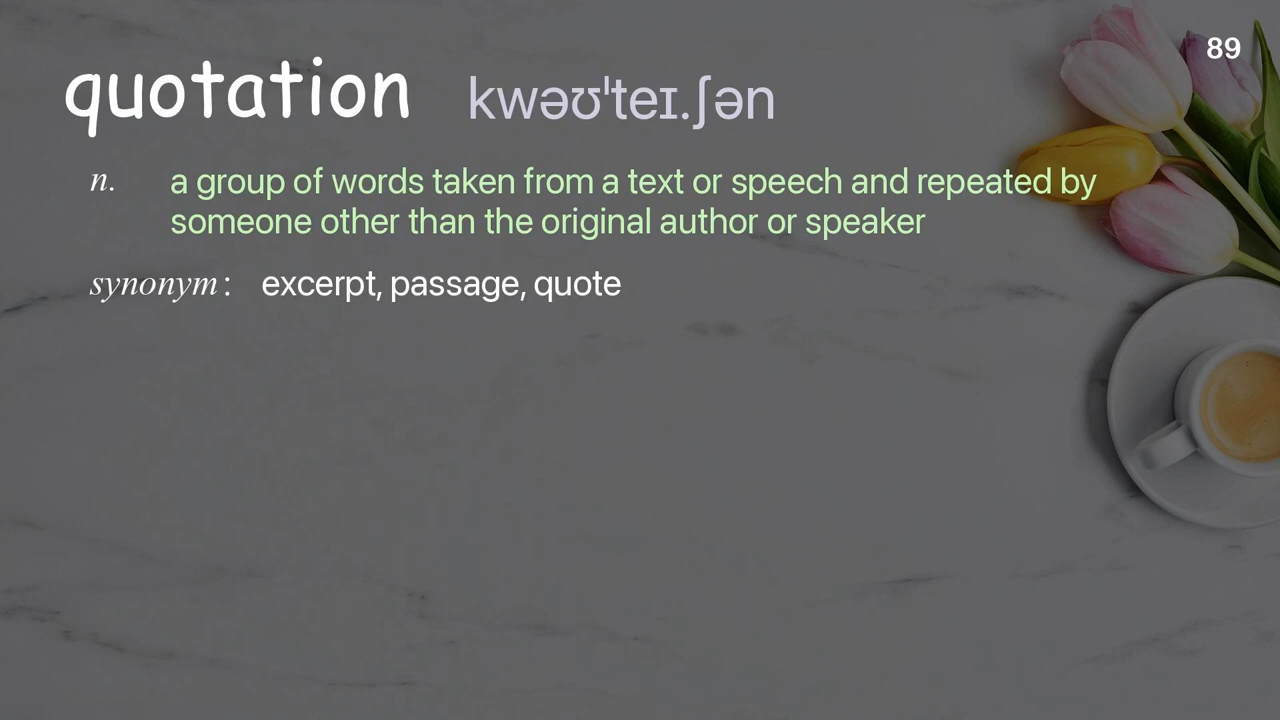 89
quotation kwəʊˈteɪ.ʃən
n. a group of words taken from a text or speech and repeated by
someone other than the original author or speaker
synonym: excerpt, passage, quote